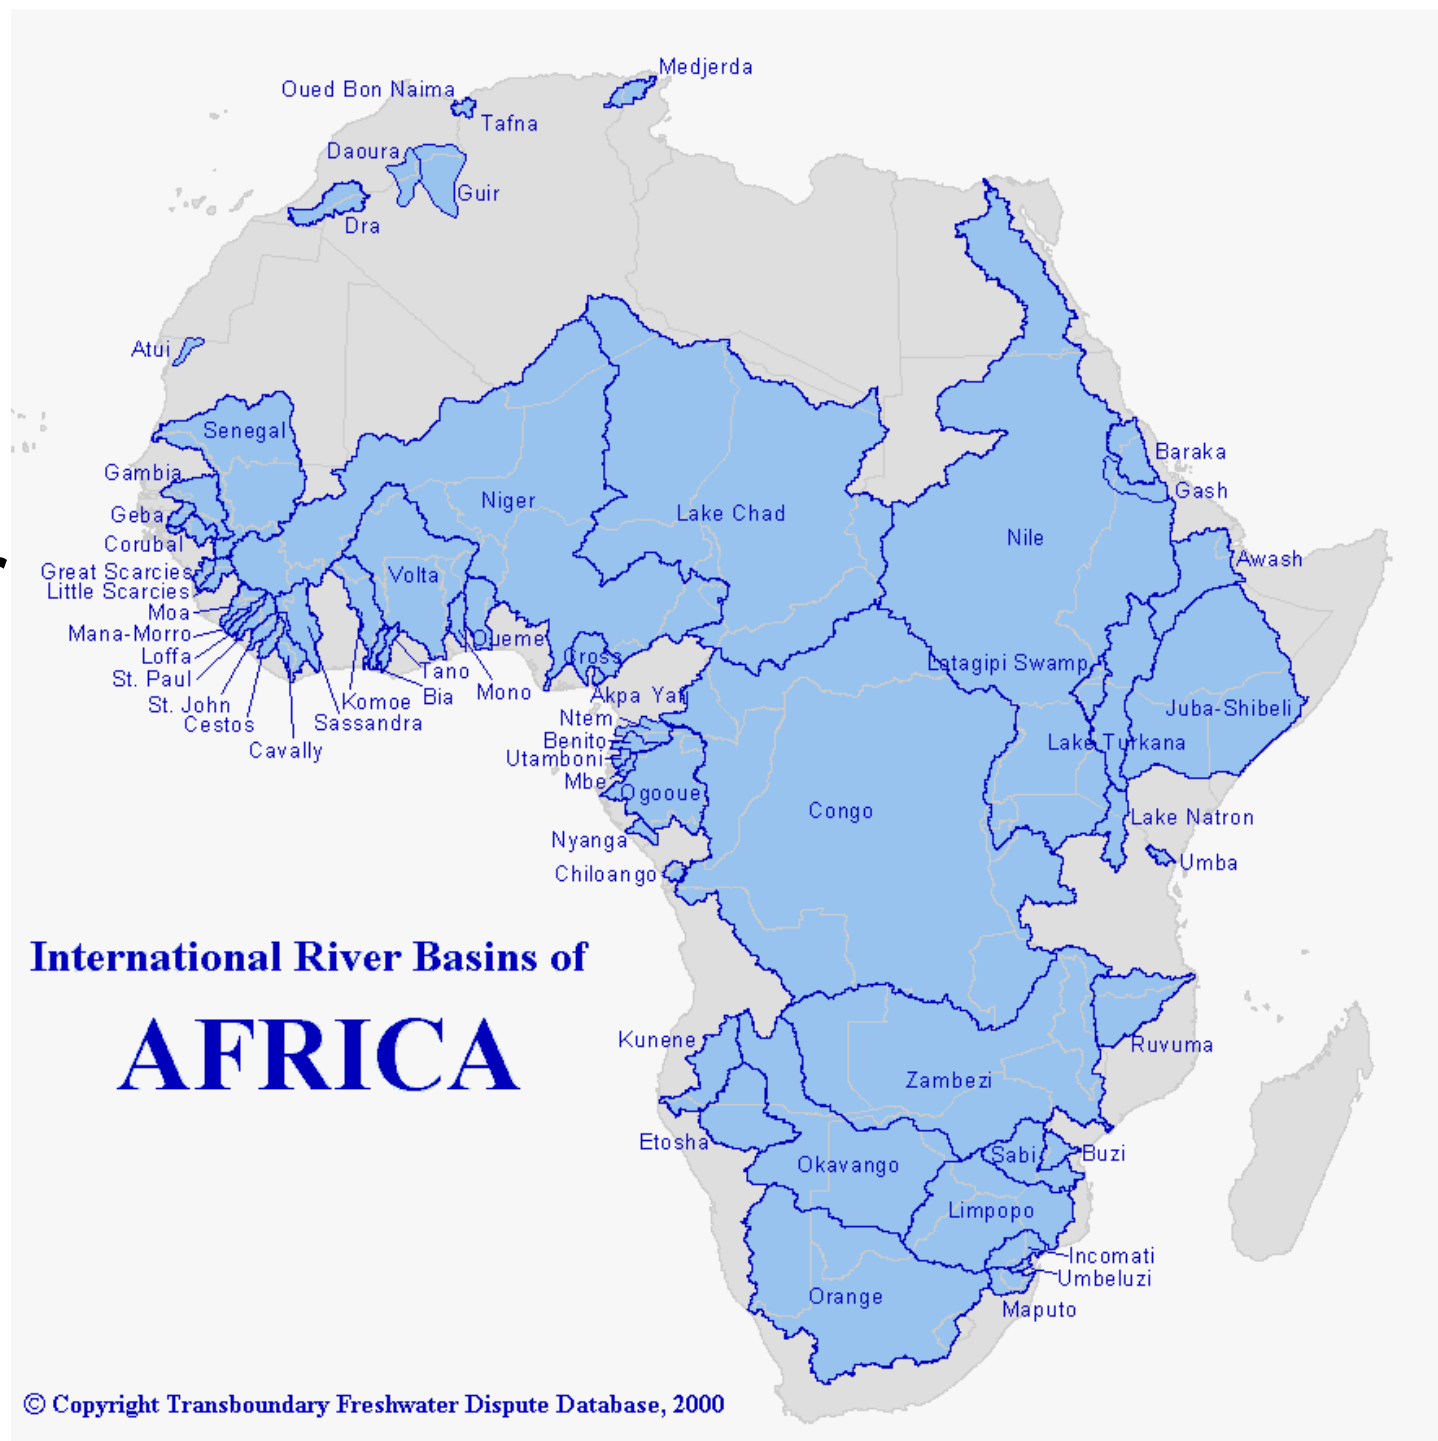 Medjerda
Oued Bon Naima
Tafna
Daoura
Guir
Dra
Atui
Senegal
Gambia
Geba
Corubal
Great Scarcies
Little Scarcies
Moa
Mana-Morro
Loffa
St. Paul
St. John
Cestos
Cavally
Sassandra
Komoe
Bia
Tano
Mono
Oueme
Volta
Niger
Lake Chad
Nile
Baraka
Gash
Awash
Cross
Akpa Yafi
Ntem
Benito
Utamboni
Mbe
Ogooue
Nyanga
Chiloango
Congo
Lotagipi Swamp
Juba-Shibeli
Lake Turkana
Lake Natron
Umba
International River Basins of
AFRICA
Kunene
Ruvuma
Zambezi
Etosha
Okavango
Sabi
Buzi
Limpopo
Incomati
Umbeluzi
Orange
Maputo
© Copyright Transboundary Freshwater Dispute Database, 2000